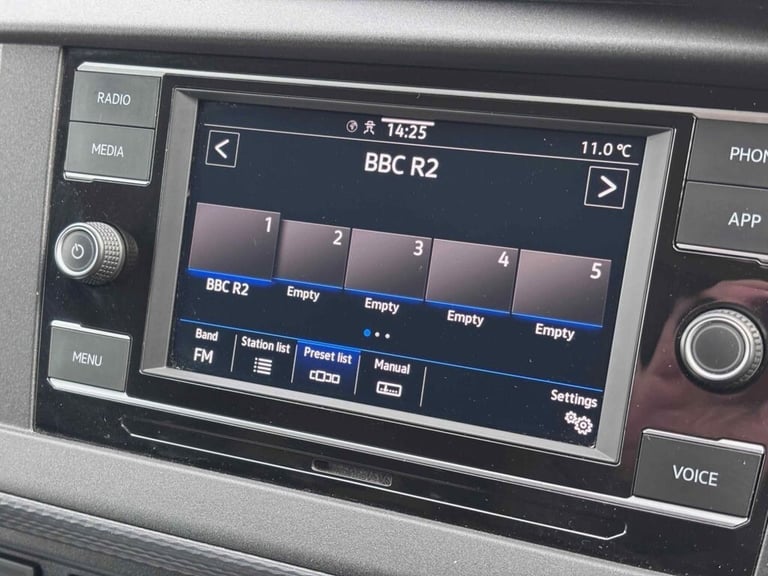 RADIO
MEDIA
MENU
14:25
11.0 °C
<
BBC R2
>
1
2
3
4
5
BBC R2
Empty
Empty
Empty
Empty
Band
FM
Station list
Preset list
Manual
Settings
PHON
APP
VOICE